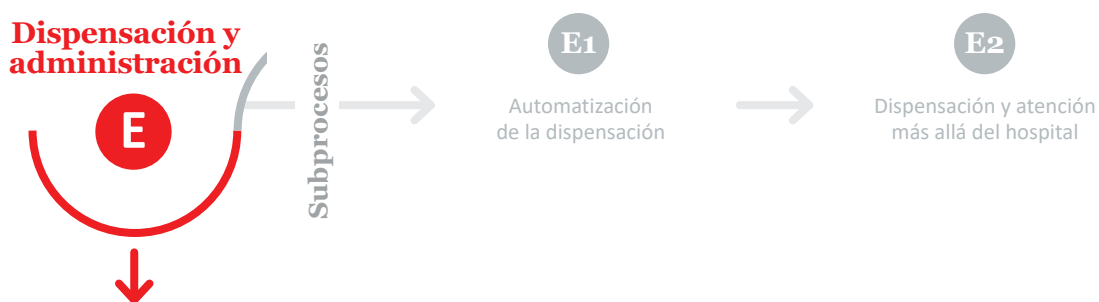 Dispensación y
administración
E
Subprocesos
E1
Automatización
de la dispensación
E2
Dispensación y atención
más allá del hospital